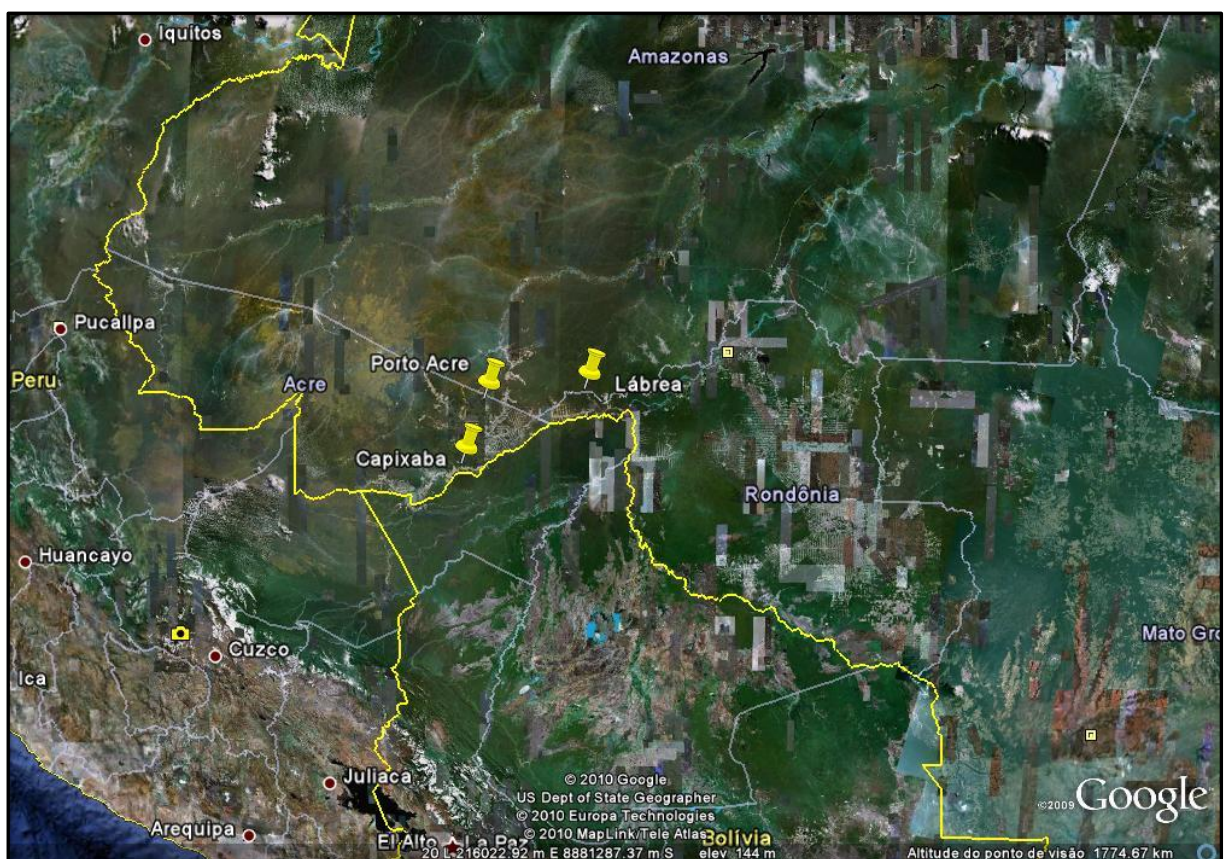 Iquitos
Amazonas
Pucallpa
Peru
Acre
Porto Acre
Lábrea
Capixaba
Rondônia
Huancayo
Cuzco
Mato Gro
Ica
Juliaca
Arequipa
El Alto
La Paz
Bolívia
© 2010 Google
US Dept of State Geographer
© 2010 Europa Technologies
© 2010 MapLink/Tele Atlas
©2009 Google
20 L 216022.92 m E 8881287.37 m S elev 144 m
Altitude do ponto de visão 1774.67 km